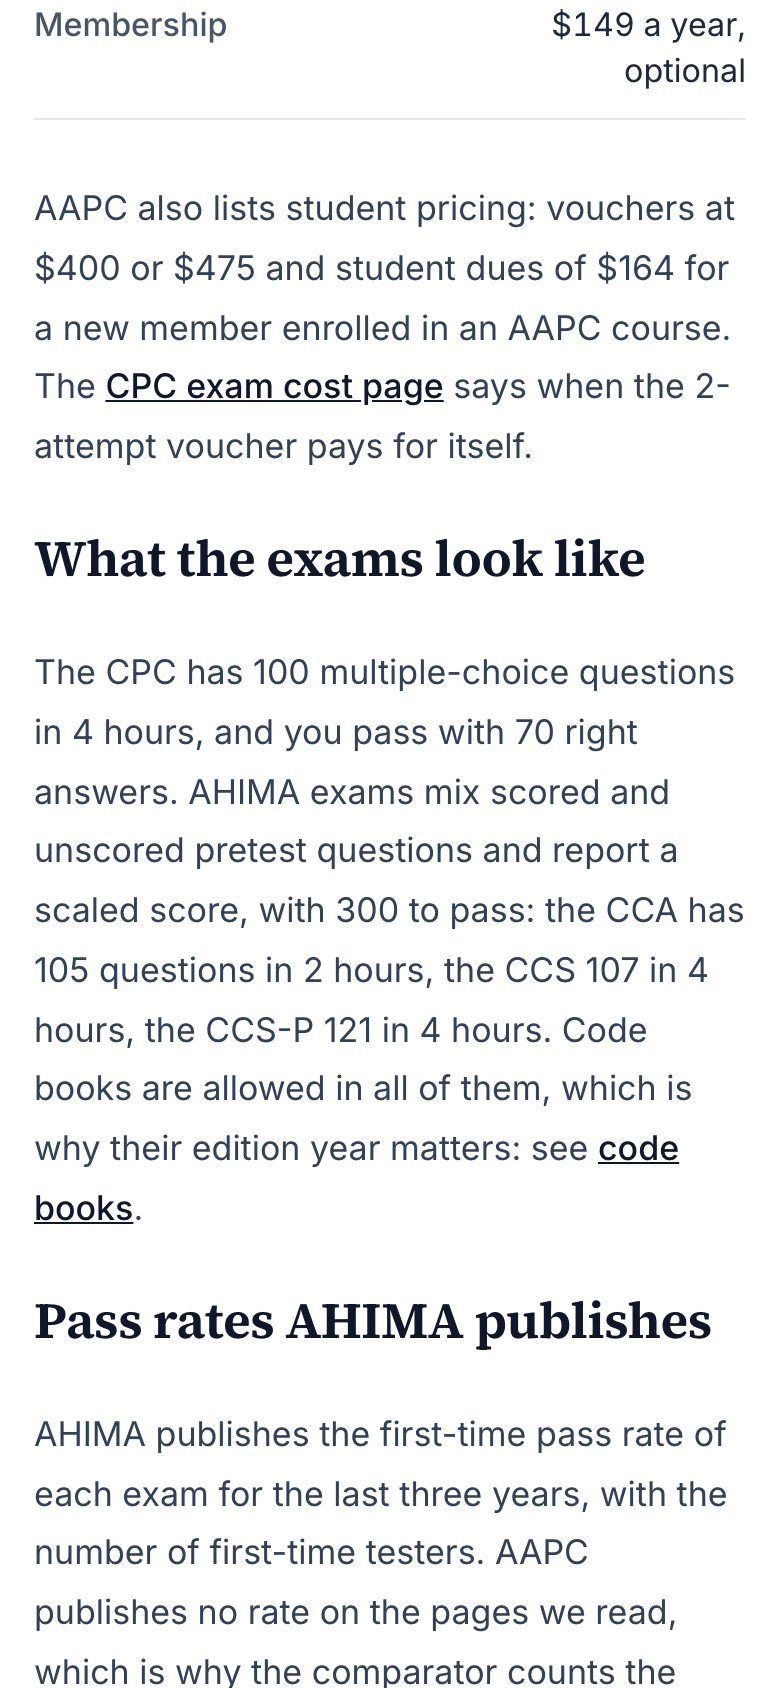 Membership $149 a year,
optional
AAPC also lists student pricing: vouchers at
$400 or $475 and student dues of $164 for
a new member enrolled in an AAPC course.
The CPC exam cost page says when the 2-
attempt voucher pays for itself.
What the exams look like
The CPC has 100 multiple-choice questions
in 4 hours, and you pass with 70 right
answers. AHIMA exams mix scored and
unscored pretest questions and report a
scaled score, with 300 to pass: the CCA has
105 questions in 2 hours, the CCS 107 in 4
hours, the CCS-P 121 in 4 hours. Code
books are allowed in all of them, which is
why their edition year matters: see code
books.
Pass rates AHIMA publishes
AHIMA publishes the first-time pass rate of
each exam for the last three years, with the
number of first-time testers. AAPC
publishes no rate on the pages we read,
which is why the comparator counts the